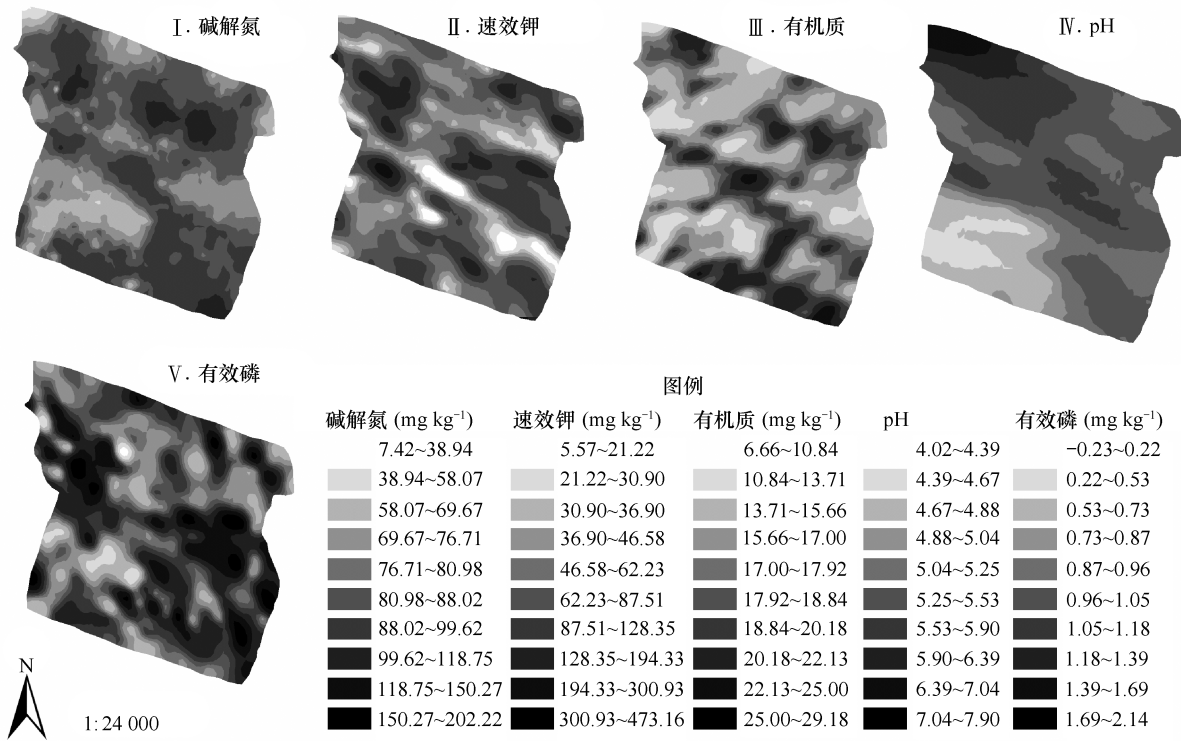 Ⅰ. 碱解氮
Ⅱ. 速效钾
Ⅲ. 有机质
Ⅳ. pH
Ⅴ. 有效磷
图例
碱解氮 (mg kg⁻¹) 速效钾 (mg kg⁻¹) 有机质 (mg kg⁻¹) pH 有效磷 (mg kg⁻¹)
7.42~38.94 5.57~21.22 6.66~10.84 4.02~4.39 −0.23~0.22
38.94~58.07 21.22~30.90 10.84~13.71 4.39~4.67 0.22~0.53
58.07~69.67 30.90~36.90 13.71~15.66 4.67~4.88 0.53~0.73
69.67~76.71 36.90~46.58 15.66~17.00 4.88~5.04 0.73~0.87
76.71~80.98 46.58~62.23 17.00~17.92 5.04~5.25 0.87~0.96
80.98~88.02 62.23~87.51 17.92~18.84 5.25~5.53 0.96~1.05
88.02~99.62 87.51~128.35 18.84~20.18 5.53~5.90 1.05~1.18
99.62~118.75 128.35~194.33 20.18~22.13 5.90~6.39 1.18~1.39
118.75~150.27 194.33~300.93 22.13~25.00 6.39~7.04 1.39~1.69
150.27~202.22 300.93~473.16 25.00~29.18 7.04~7.90 1.69~2.14
N
1: 24 000